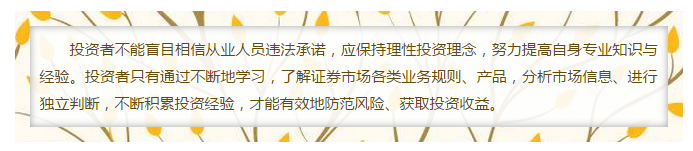 投资者不能盲目相信从业人员违法承诺，应保持理性投资理念，努力提高自身专业知识与
经验。投资者只有通过不断地学习，了解证券市场各类业务规则、产品，分析市场信息、进行
独立判断，不断积累投资经验，才能有效地防范风险、获取投资收益。